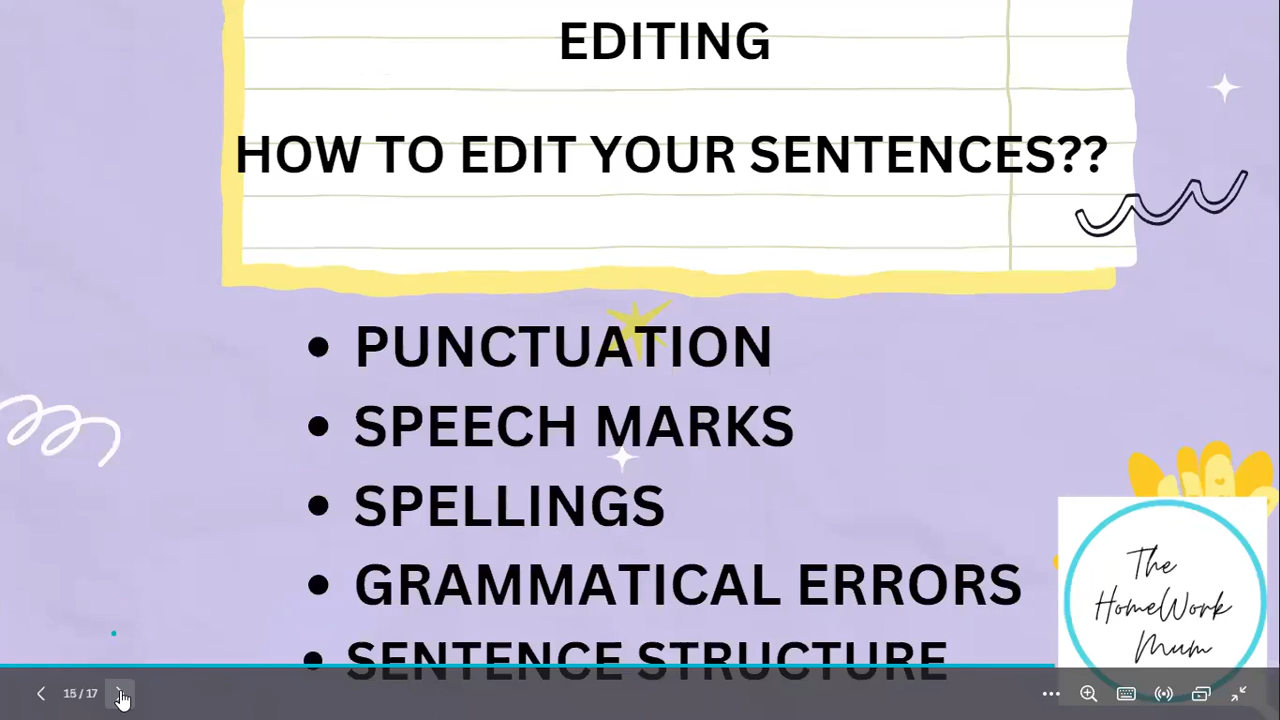 EDITING
HOW TO EDIT YOUR SENTENCES??
• PUNCTUATION
• SPEECH MARKS
• SPELLINGS
• GRAMMATICAL ERRORS
• SENTENCE STRUCTURE
The
HomeWork
Mum
15 / 17